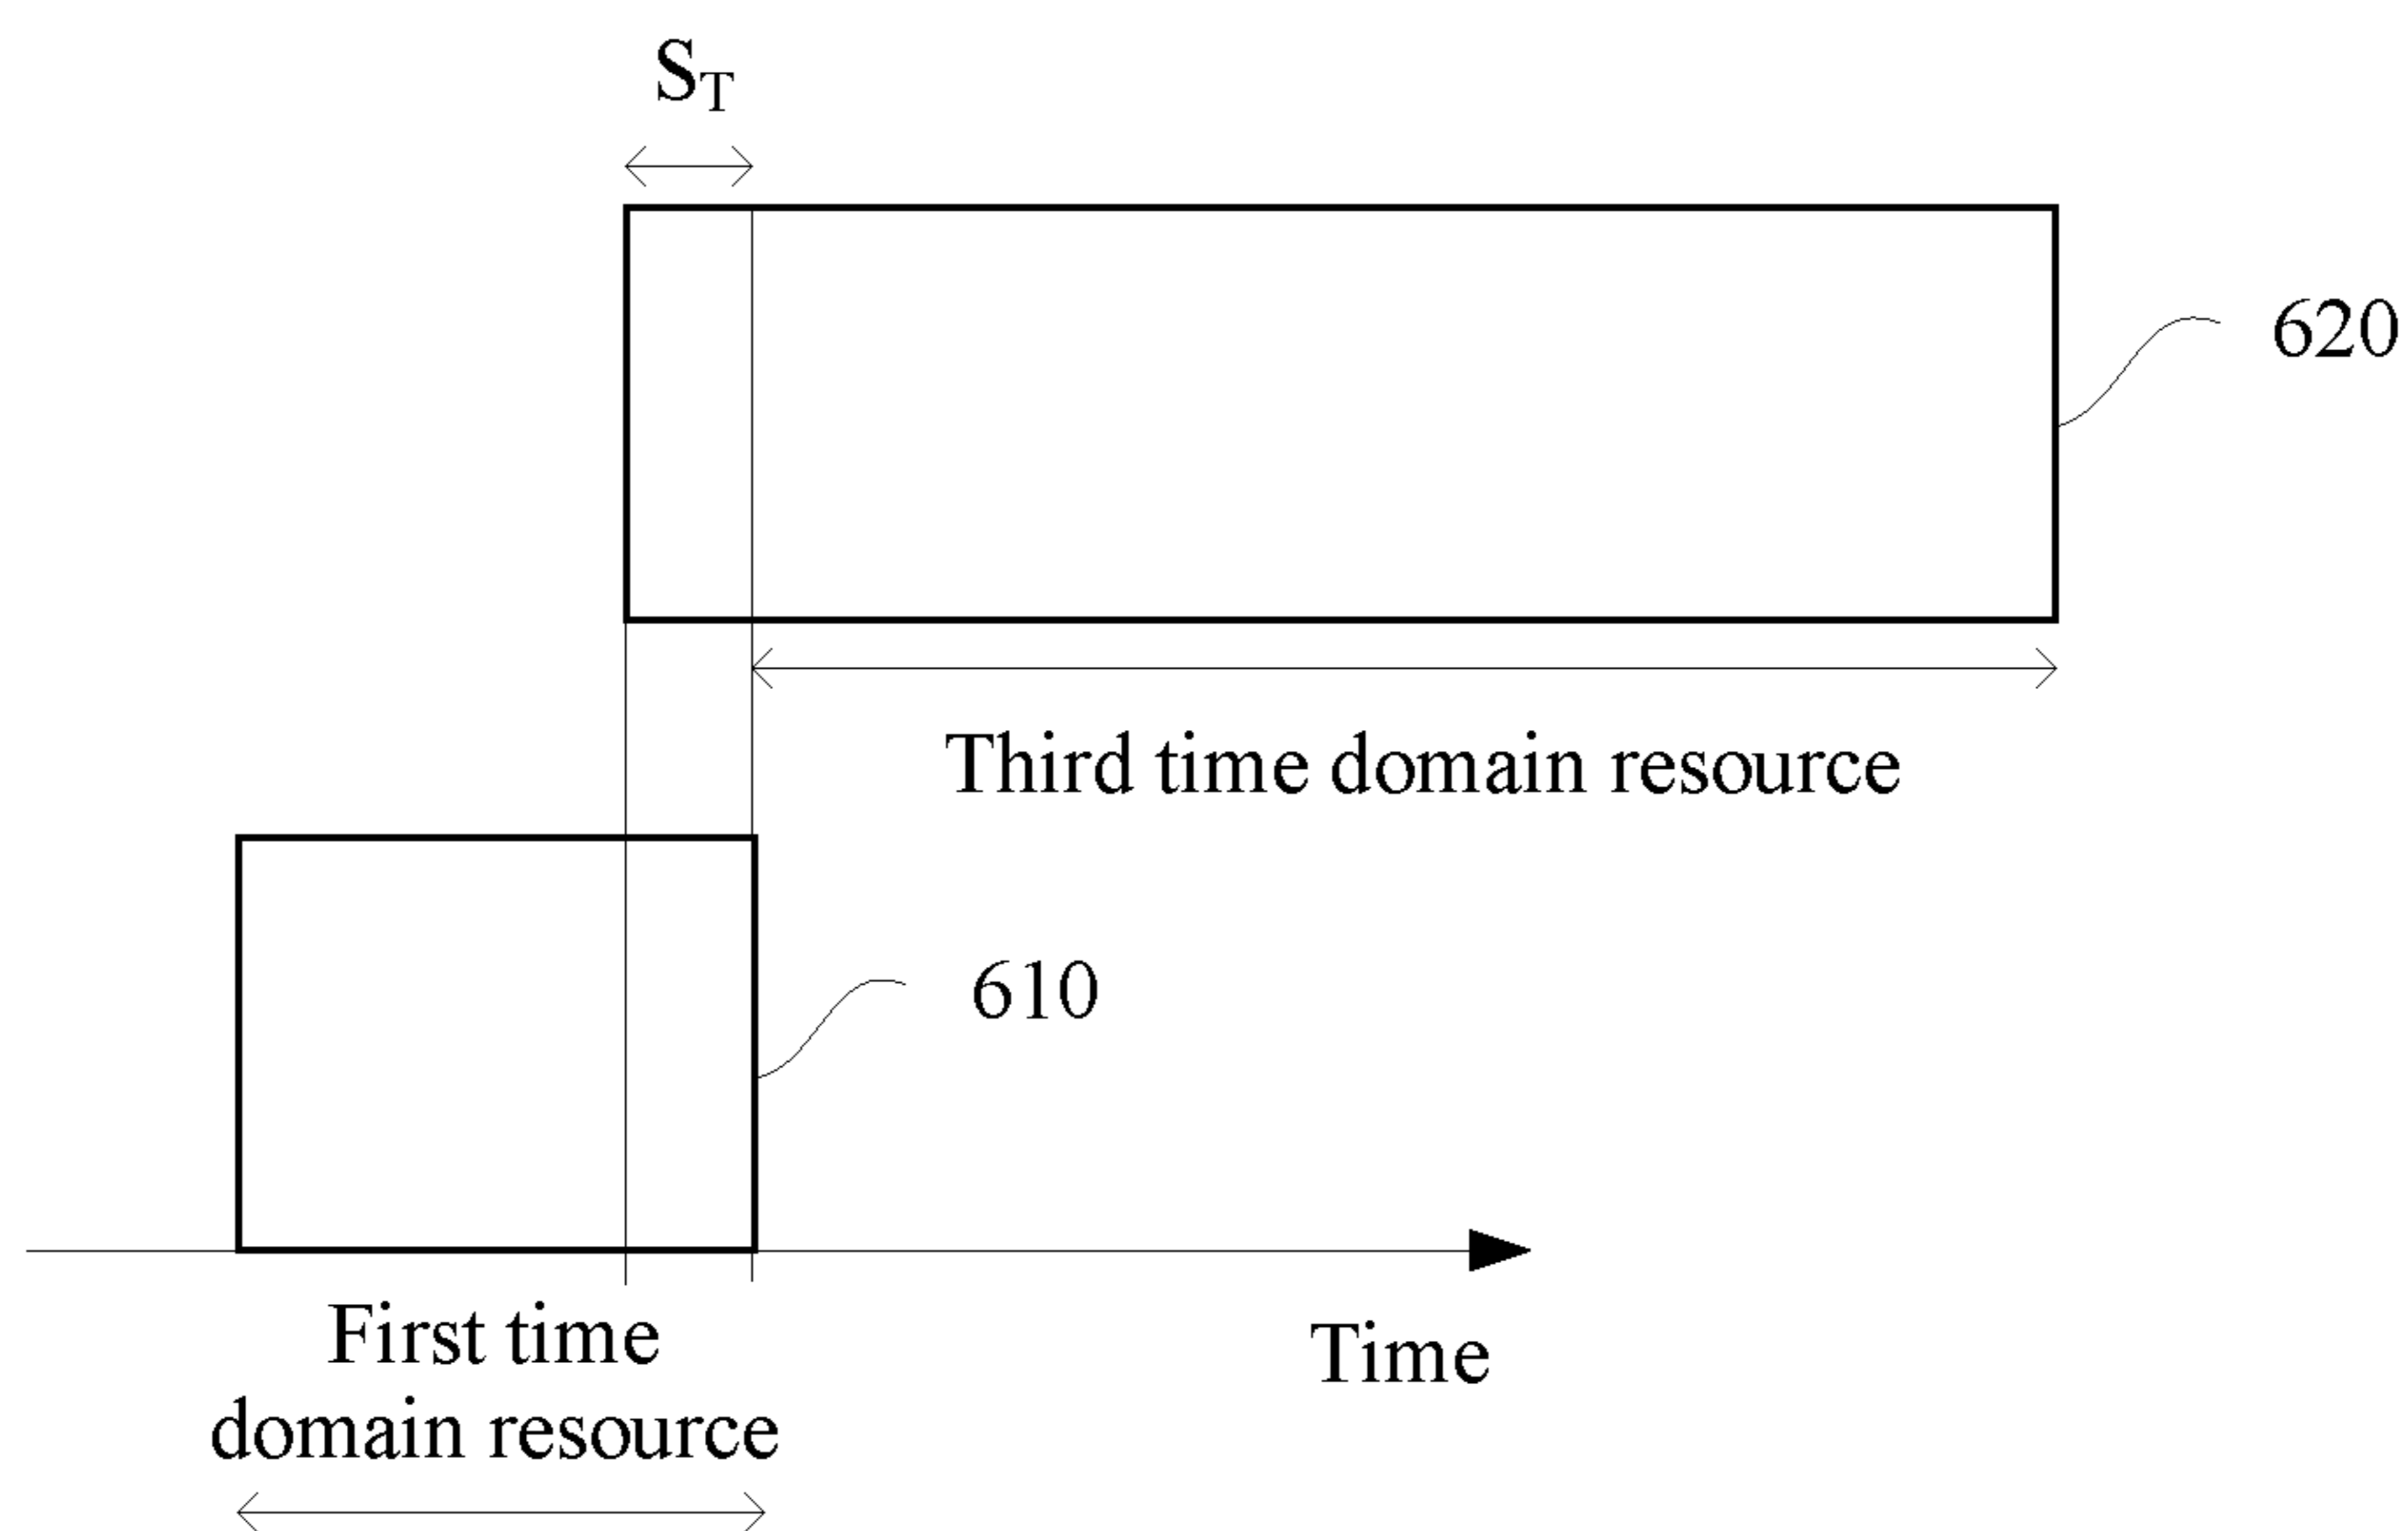 S_T
620
Third time domain resource
610
First time
domain resource
Time